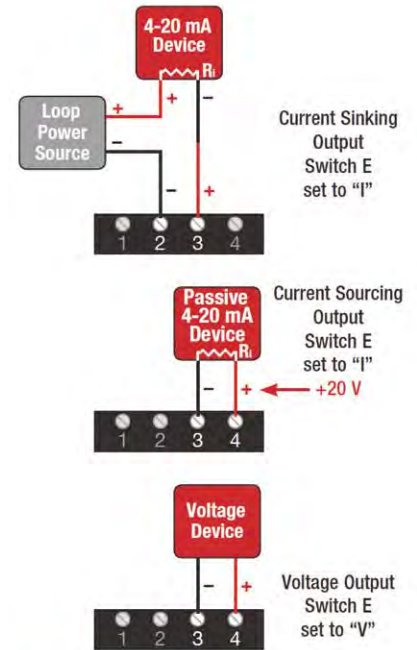 4-20 mA
Device
Ri
+
+
–
Loop
Power
Source
–
–
+
Current Sinking
Output
Switch E
set to "I"
1 2 3 4
Passive
4-20 mA
Device
Ri
Current Sourcing
Output
Switch E
set to "I"
– + +20 V
1 2 3 4
Voltage
Device
– +
Voltage Output
Switch E
set to "V"
1 2 3 4